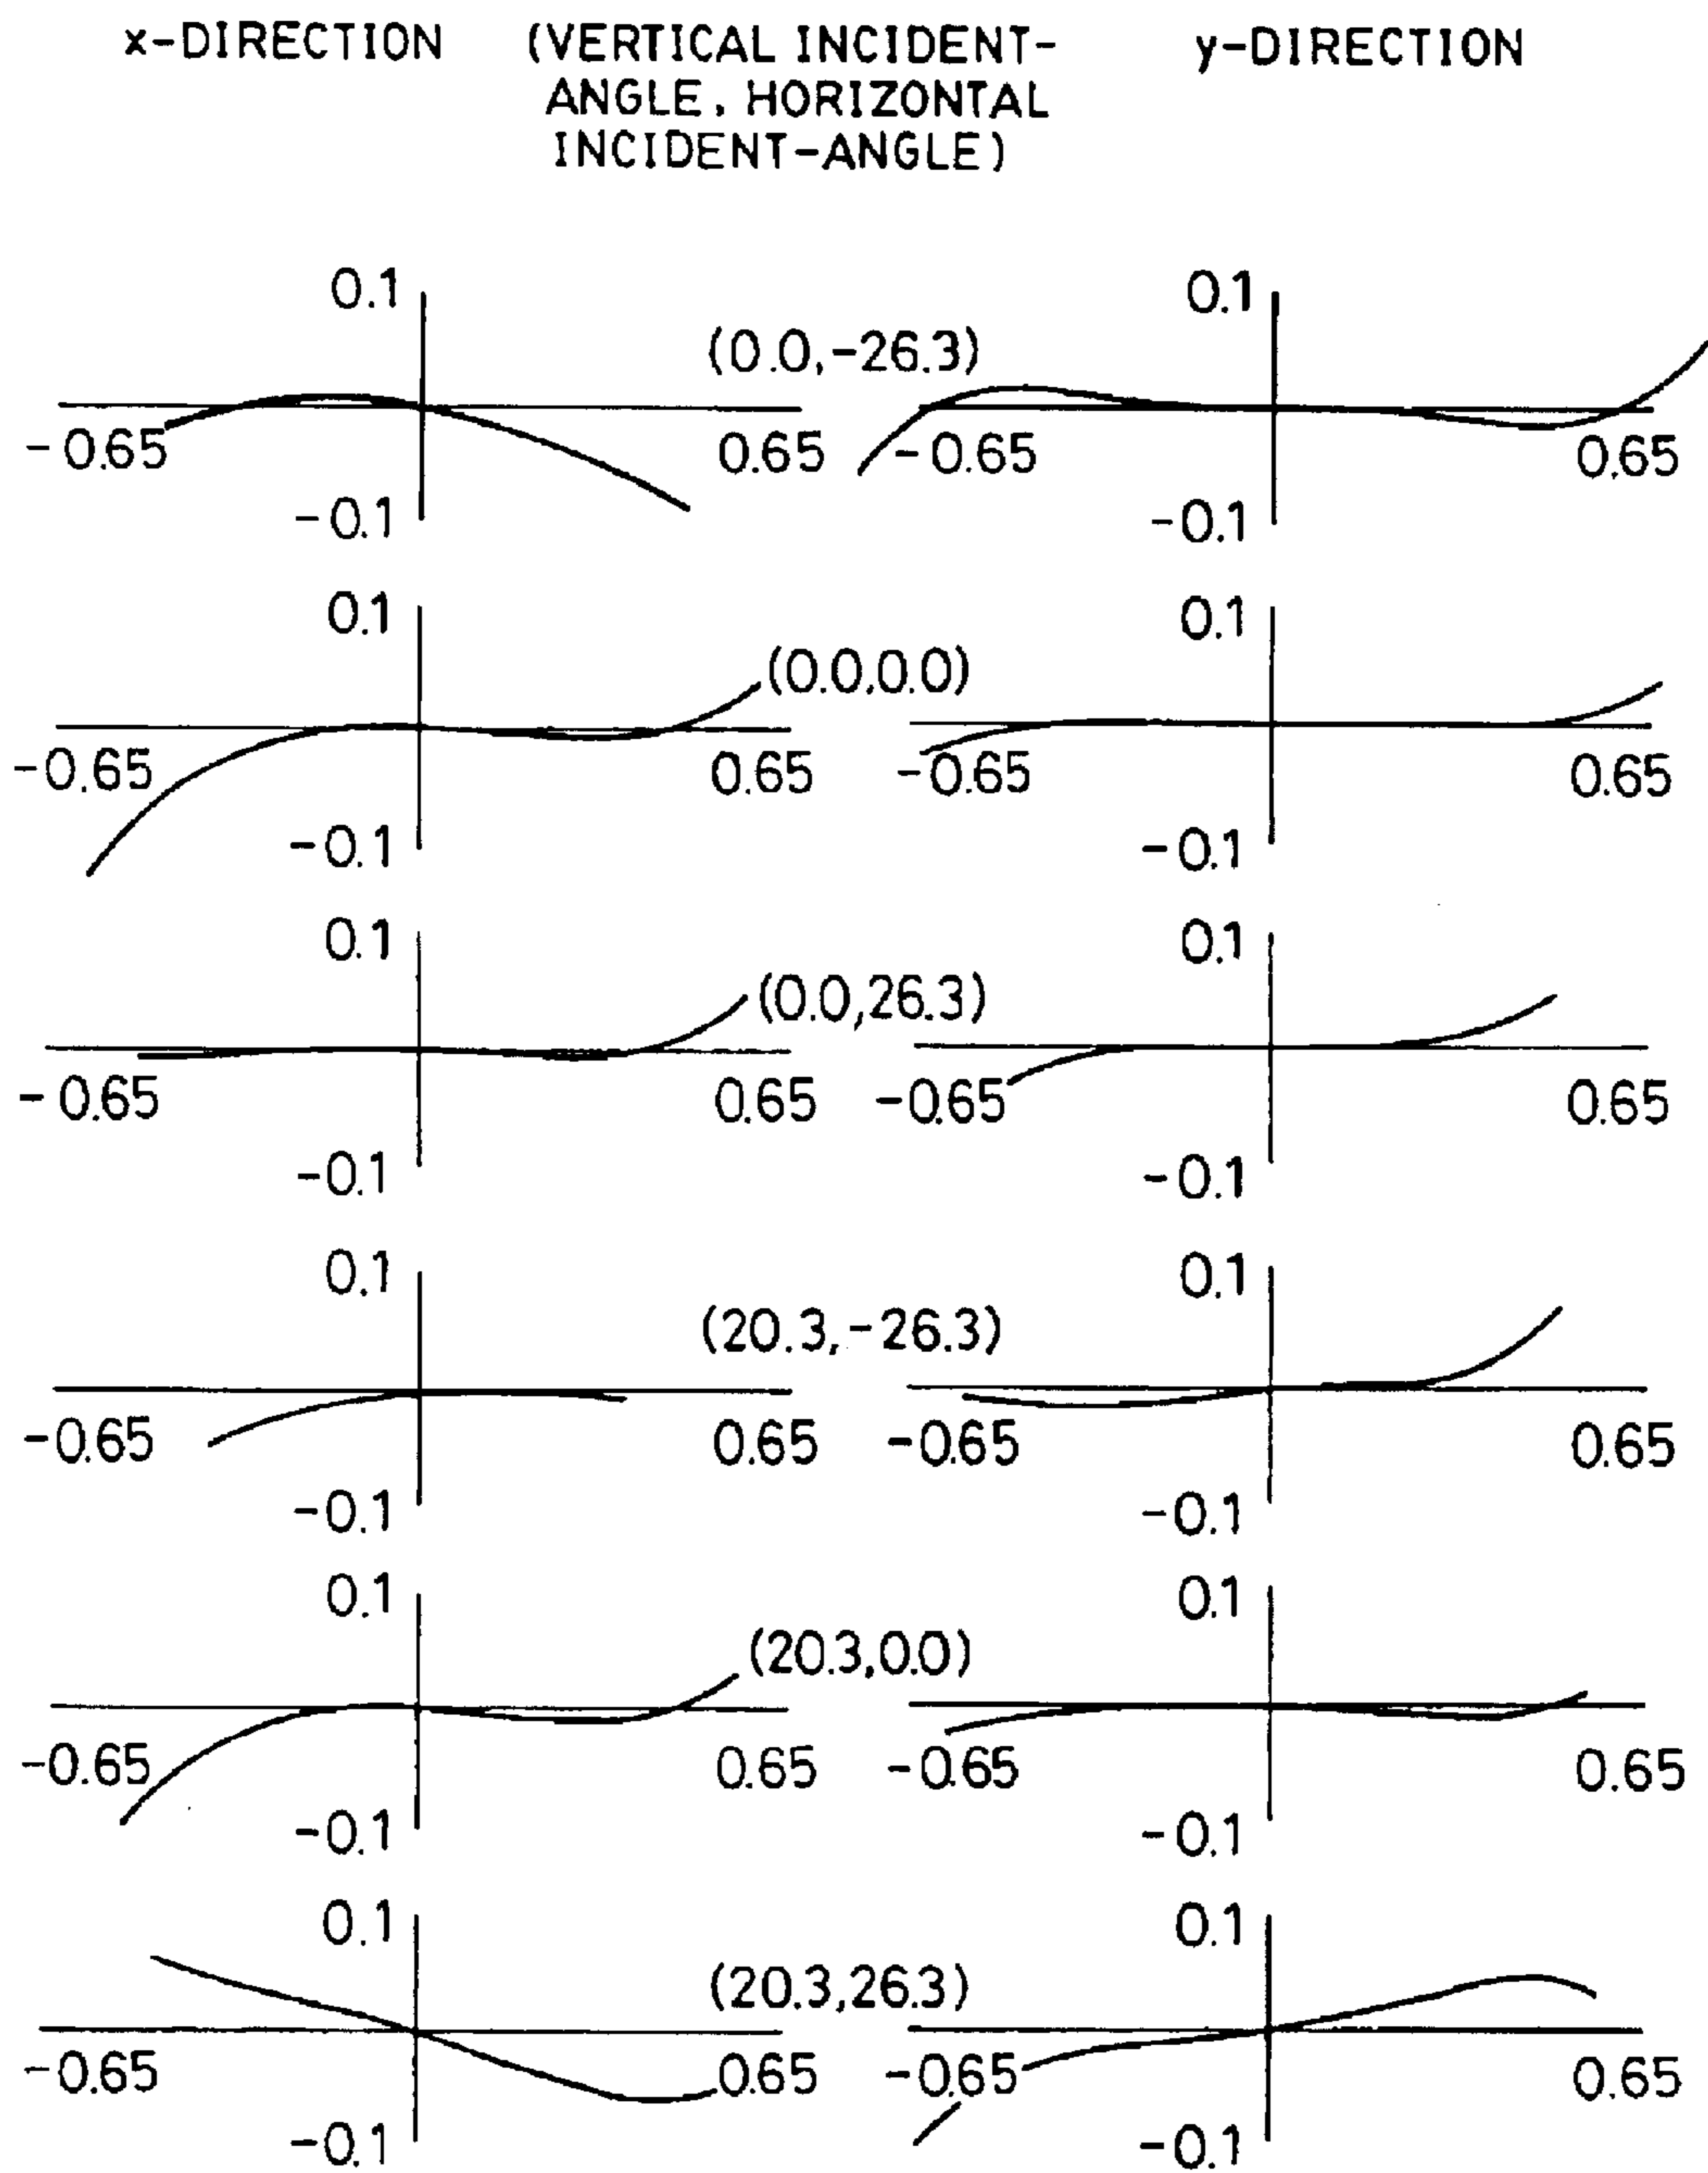 x-DIRECTION (VERTICAL INCIDENT- y-DIRECTION
ANGLE, HORIZONTAL
INCIDENT-ANGLE)
0.1 0.1
(0.0,-26.3)
-0.65 0.65 -0.65 0.65
-0.1 -0.1
0.1 0.1
(0.0,0.0)
-0.65 0.65 -0.65 0.65
-0.1 -0.1
0.1 0.1
(0.0,26.3)
-0.65 0.65 -0.65 0.65
-0.1 -0.1
0.1 0.1
(20.3,-26.3)
-0.65 0.65 -0.65 0.65
-0.1 -0.1
0.1 0.1
(20.3,0.0)
-0.65 0.65 -0.65 0.65
-0.1 -0.1
0.1 0.1
(20.3,26.3)
-0.65 0.65 -0.65 0.65
-0.1 -0.1